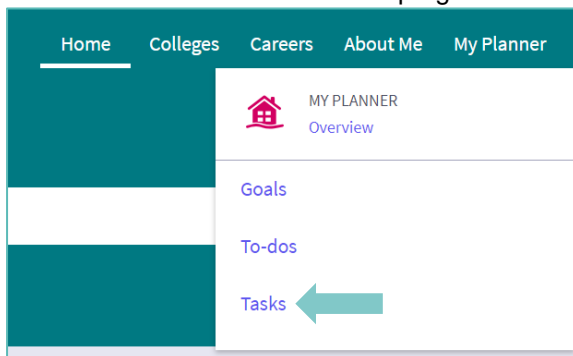 Home Colleges Careers About Me My Planner
MY PLANNER
Overview
Goals
To-dos
Tasks